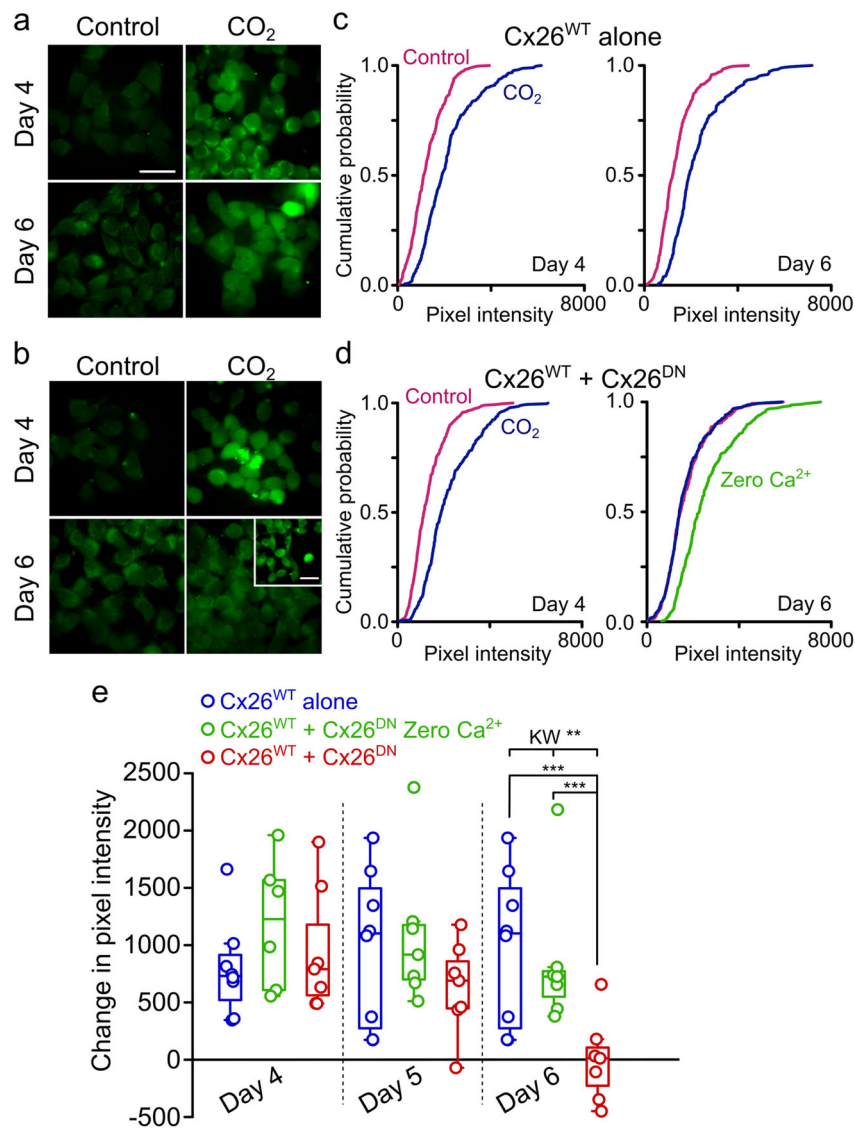 a
Control
CO₂
Day 4
Day 6
b
Control
CO₂
Day 4
Day 6
c
Cx26ᵂᵀ alone
Cumulative probability
1.0
0.5
0.0
Control
CO₂
Day 4
0
8000
Pixel intensity
1.0
0.5
0.0
Day 6
0
8000
Pixel intensity
d
Cx26ᵂᵀ + Cx26ᴰᴺ
Cumulative probability
1.0
0.5
0.0
Control
CO₂
Day 4
0
8000
Pixel intensity
1.0
0.5
0.0
Zero Ca²⁺
Day 6
0
8000
Pixel intensity
e
Cx26ᵂᵀ alone
Cx26ᵂᵀ + Cx26ᴰᴺ Zero Ca²⁺
Cx26ᵂᵀ + Cx26ᴰᴺ
KW **
***
***
Change in pixel intensity
2500
2000
1500
1000
500
0
-500
Day 4
Day 5
Day 6